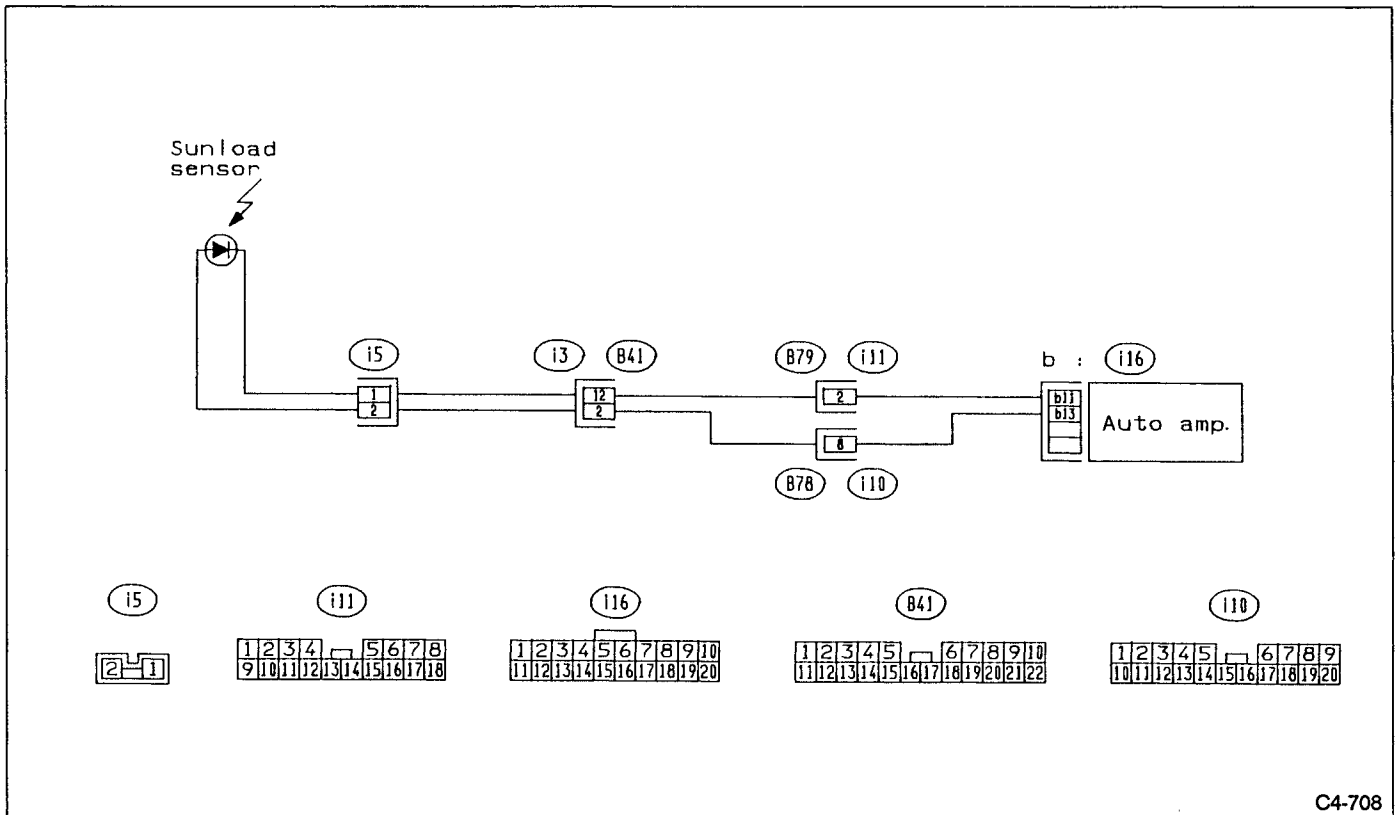 Sunload
sensor
i5
i3 B41
B79 i11
b : i16
1
2
12
2
2
8
b11
b13
Auto amp.
B78 i10
i5
i11
i16
B41
i10
2 1
1 2 3 4 5 6 7 8
9 10 11 12 13 14 15 16 17 18
1 2 3 4 5 6 7 8 9 10
11 12 13 14 15 16 17 18 19 20
1 2 3 4 5 6 7 8 9 10
11 12 13 14 15 16 17 18 19 20 21 22
1 2 3 4 5 6 7 8 9
10 11 12 13 14 15 16 17 18 19 20
C4-708